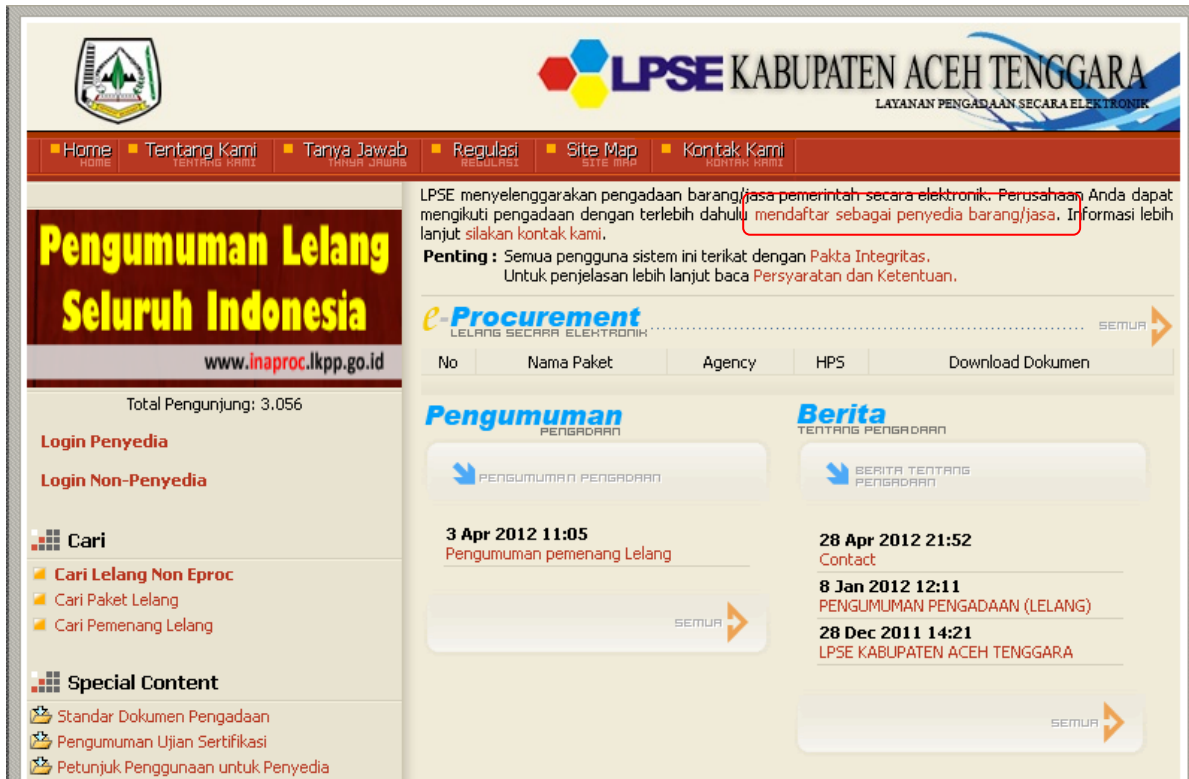 LPSE KABUPATEN ACEH TENGGARA
LAYANAN PENGADAAN SECARA ELEKTRONIK
Home Tentang Kami Tanya Jawab Regulasi Site Map Kontak Kami
HOME TENTANG KAMI TANYA JAWAB REGULASI SITE MAP KONTAK KAMI
Pengumuman Lelang
Seluruh Indonesia
www.inaproc.lkpp.go.id
Total Pengunjung: 3.056
Login Penyedia
Login Non-Penyedia
Cari
Cari Lelang Non Eproc
Cari Paket Lelang
Cari Pemenang Lelang
Special Content
Standar Dokumen Pengadaan
Pengumuman Ujian Sertifikasi
Petunjuk Penggunaan untuk Penyedia
LPSE menyelenggarakan pengadaan barang/jasa pemerintah secara elektronik. Perusahaan Anda dapat
mengikuti pengadaan dengan terlebih dahulu mendaftar sebagai penyedia barang/jasa. Informasi lebih
lanjut silakan kontak kami.
Penting : Semua pengguna sistem ini terikat dengan Pakta Integritas.
Untuk penjelasan lebih lanjut baca Persyaratan dan Ketentuan.
e-Procurement
LELANG SECARA ELEKTRONIK
SEMUA
No Nama Paket Agency HPS Download Dokumen
Pengumuman
PENGADAAN
PENGUMUMAN PENGADAAN
3 Apr 2012 11:05
Pengumuman pemenang Lelang
SEMUA
Berita
TENTANG PENGADAAN
BERITA TENTANG
PENGADAAN
28 Apr 2012 21:52
Contact
8 Jan 2012 12:11
PENGUMUMAN PENGADAAN (LELANG)
28 Dec 2011 14:21
LPSE KABUPATEN ACEH TENGGARA
SEMUA